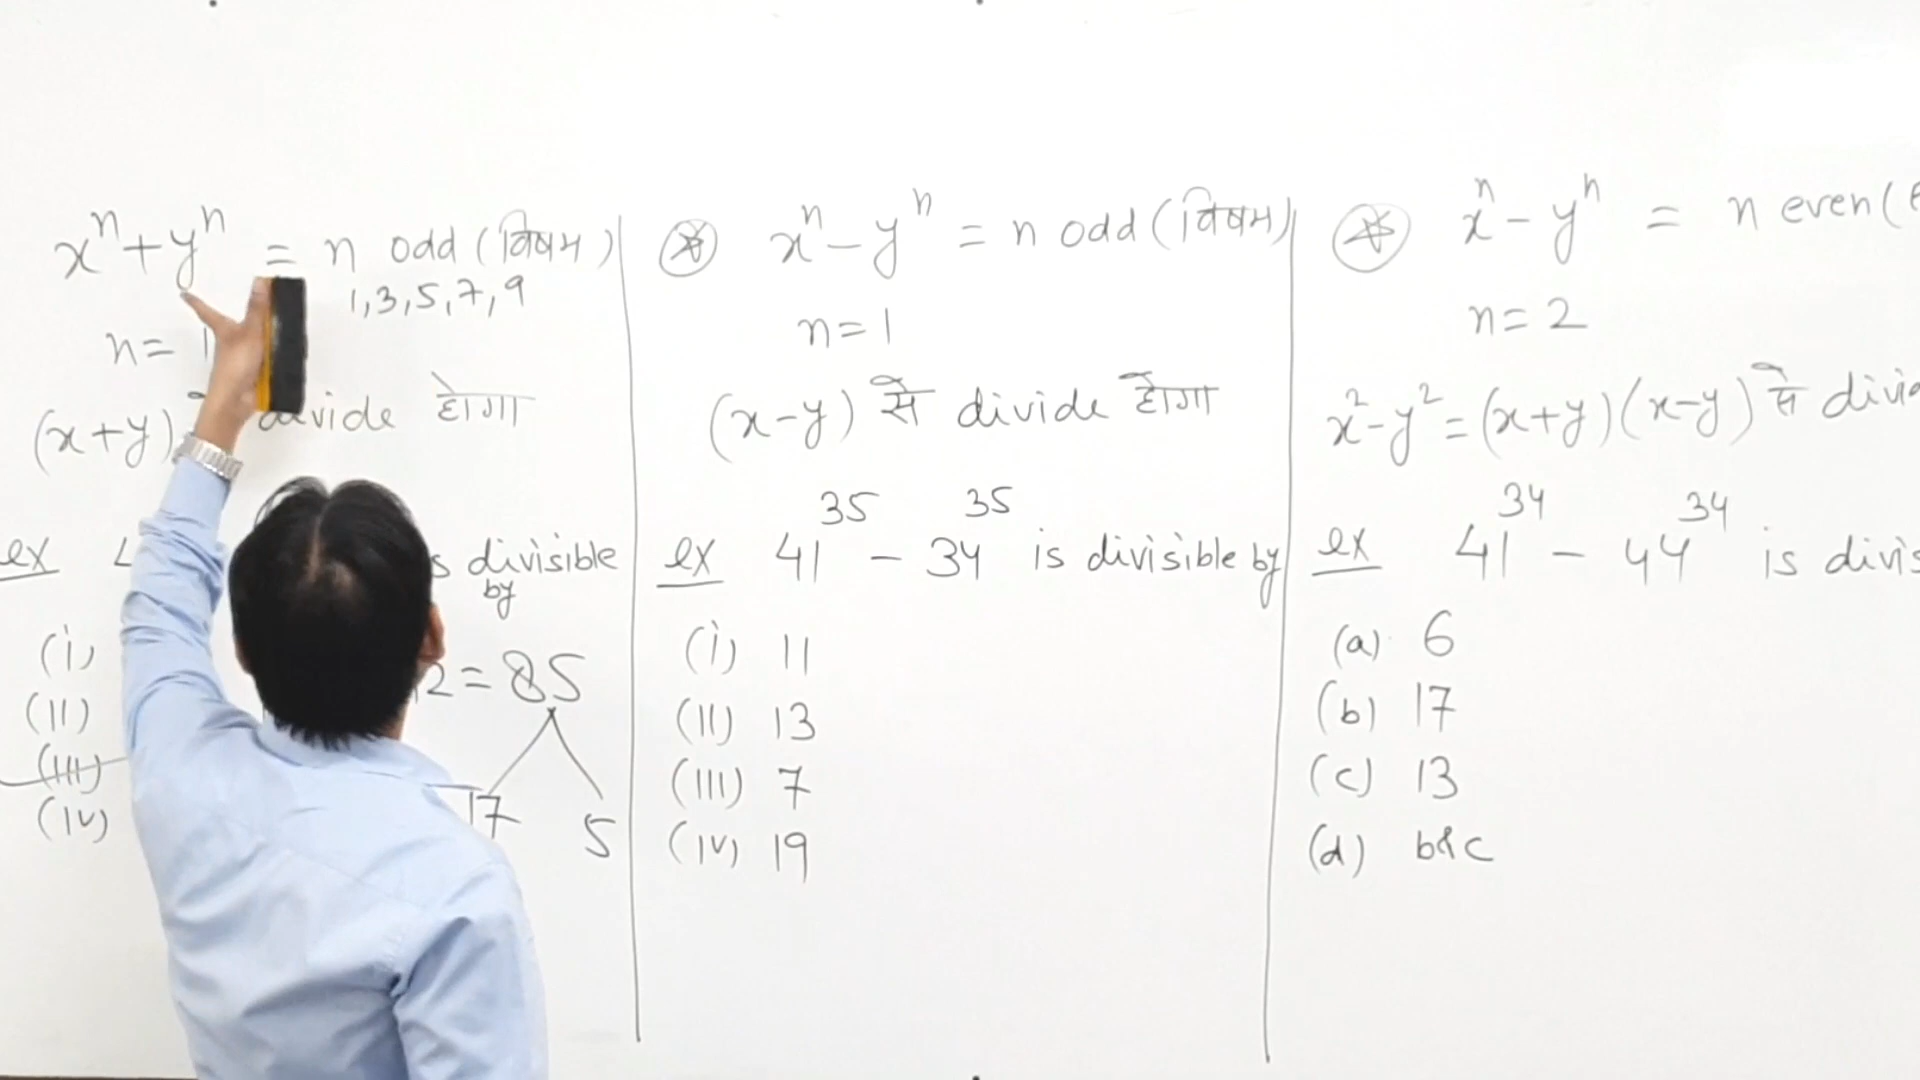 xⁿ + yⁿ = n odd (विषम)
1, 3, 5, 7, 9
n = 1
(x+y) divide होगा
ex is divisible
by
(i)
(II) 2 = 85
(III)
(IV) 17 5
xⁿ - yⁿ = n odd (विषम)
n = 1
(x-y) से divide होगा
ex 41³⁵ - 34³⁵ is divisible by
(i) 11
(II) 13
(III) 7
(IV) 19
xⁿ - yⁿ = n even (
n = 2
x² - y² = (x+y) (x-y) से
ex 41³⁴ - 44³⁴ is
(a) 6
(b) 17
(c) 13
(d) b&c